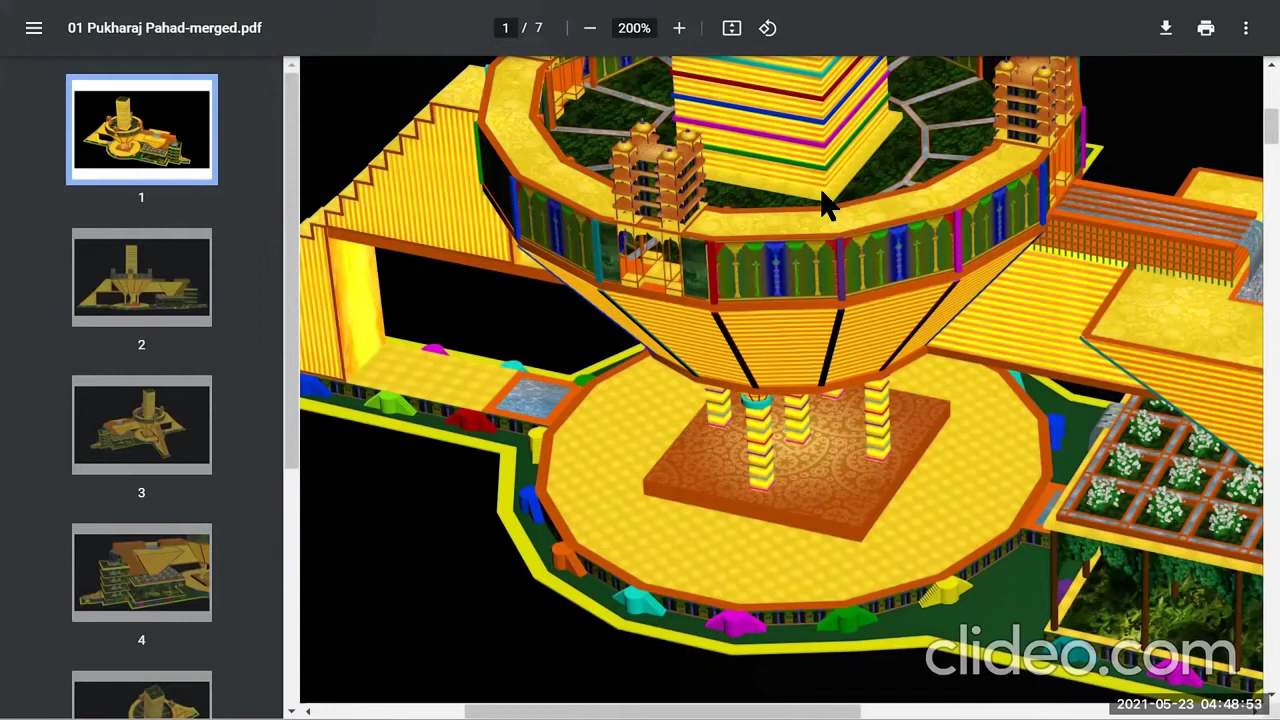 01 Pukharaj Pahad-merged.pdf
1 / 7
200%
1
2
3
4
clideo.com
2021-05-23 04:48:53